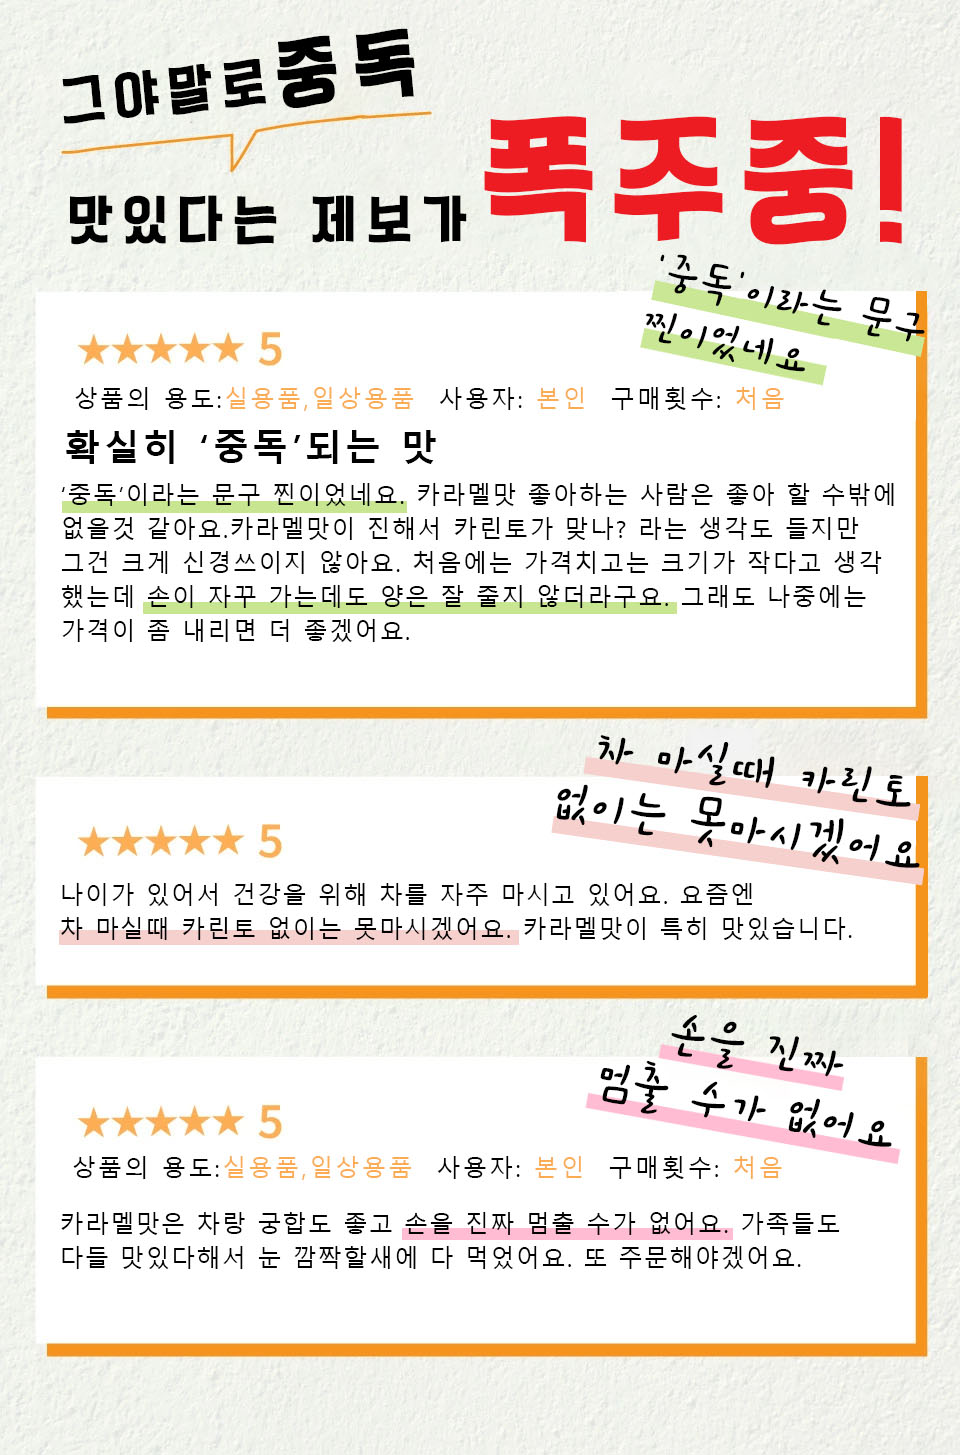 그야말로중독
맛있다는 제보가 폭주중!
'중독'이라는 문구
찐이었네요
★★★★★ 5
상품의 용도:실용품,일상용품 사용자: 본인 구매횟수: 처음
확실히 ‘중독’되는 맛
‘중독‘이라는 문구 찐이었네요. 카라멜맛 좋아하는 사람은 좋아 할 수밖에
없을것 같아요.카라멜맛이 진해서 카린토가 맞나? 라는 생각도 들지만
그건 크게 신경쓰이지 않아요. 처음에는 가격치고는 크기가 작다고 생각
했는데 손이 자꾸 가는데도 양은 잘 줄지 않더라구요. 그래도 나중에는
가격이 좀 내리면 더 좋겠어요.
차 마실때 카린토
없이는 못마시겠어요
★★★★★ 5
나이가 있어서 건강을 위해 차를 자주 마시고 있어요. 요즘엔
차 마실때 카린토 없이는 못마시겠어요. 카라멜맛이 특히 맛있습니다.
손을 진짜
멈출 수가 없어요
★★★★★ 5
상품의 용도:실용품,일상용품 사용자: 본인 구매횟수: 처음
카라멜맛은 차랑 궁합도 좋고 손을 진짜 멈출 수가 없어요. 가족들도
다들 맛있다해서 눈 깜짝할새에 다 먹었어요. 또 주문해야겠어요.